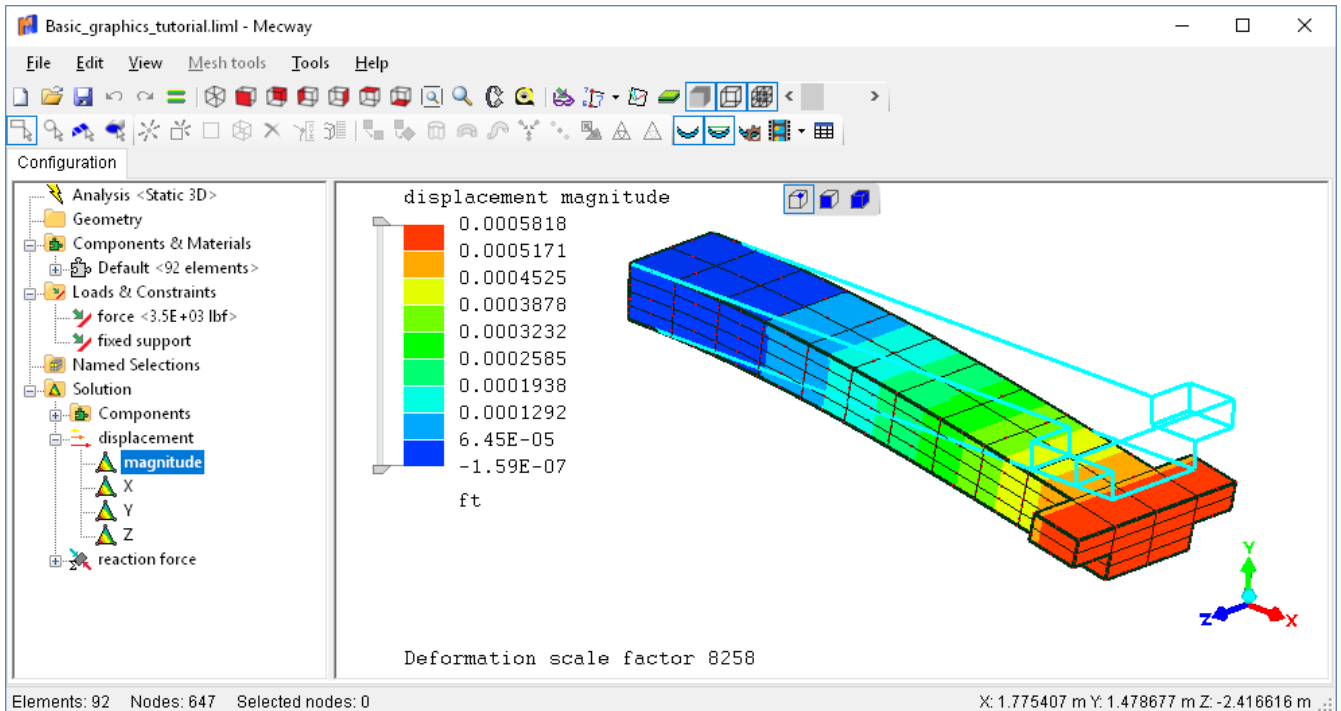 Basic_graphics_tutorial.liml - Mecway
File Edit View Mesh tools Tools Help
Configuration
Analysis <Static 3D>
Geometry
Components & Materials
Default <92 elements>
Loads & Constraints
force <3.5E+03 lbf>
fixed support
Named Selections
Solution
Components
displacement
magnitude
X
Y
Z
reaction force
displacement magnitude
0.0005818
0.0005171
0.0004525
0.0003878
0.0003232
0.0002585
0.0001938
0.0001292
6.45E-05
-1.59E-07
ft
Y
Z
X
Deformation scale factor 8258
Elements: 92 Nodes: 647 Selected nodes: 0
X: 1.775407 m Y: 1.478677 m Z: -2.416616 m